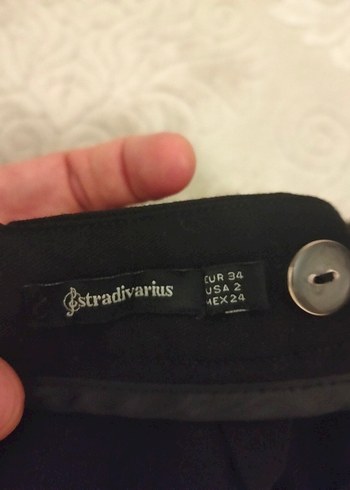 stradivarius
EUR 34
USA 2
MEX 24